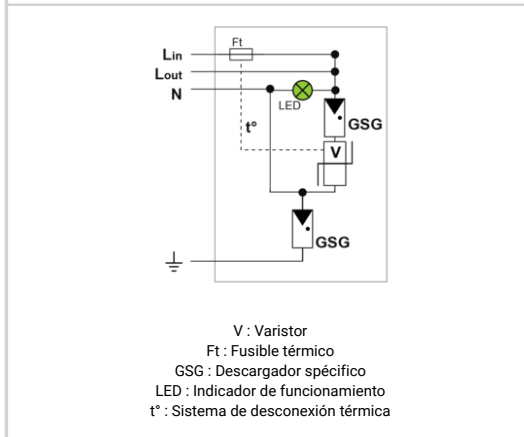 Ft
Lin
Lout
N
LED
GSG
t°
V
GSG
V : Varistor
Ft : Fusible térmico
GSG : Descargador spécifico
LED : Indicador de funcionamiento
t° : Sistema de desconexión térmica